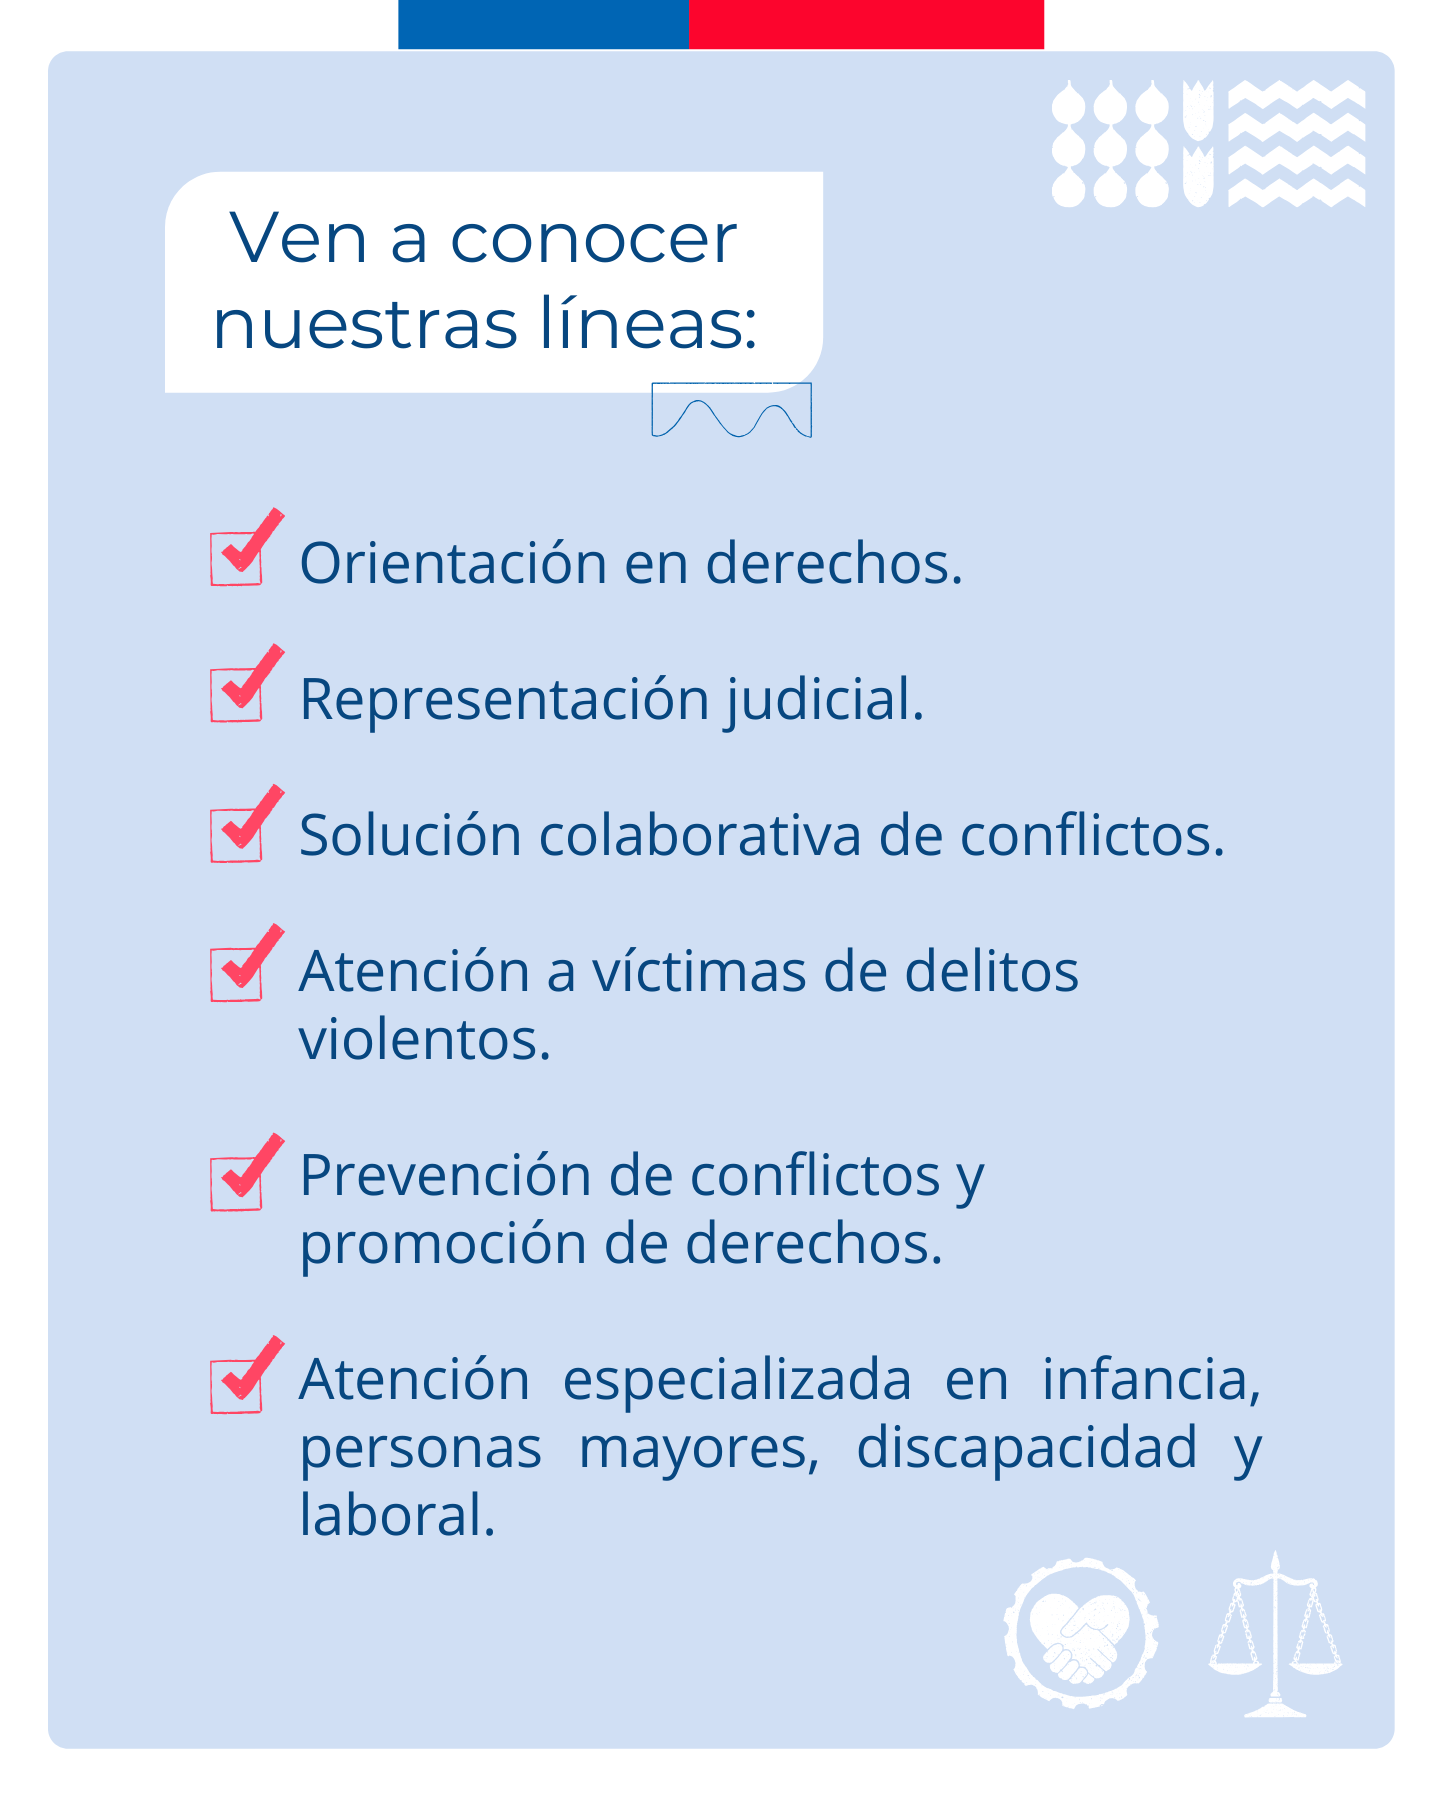 Ven a conocer
nuestras líneas:
Orientación en derechos.
Representación judicial.
Solución colaborativa de conflictos.
Atención a víctimas de delitos
violentos.
Prevención de conflictos y
promoción de derechos.
Atención especializada en infancia,
personas mayores, discapacidad y
laboral.